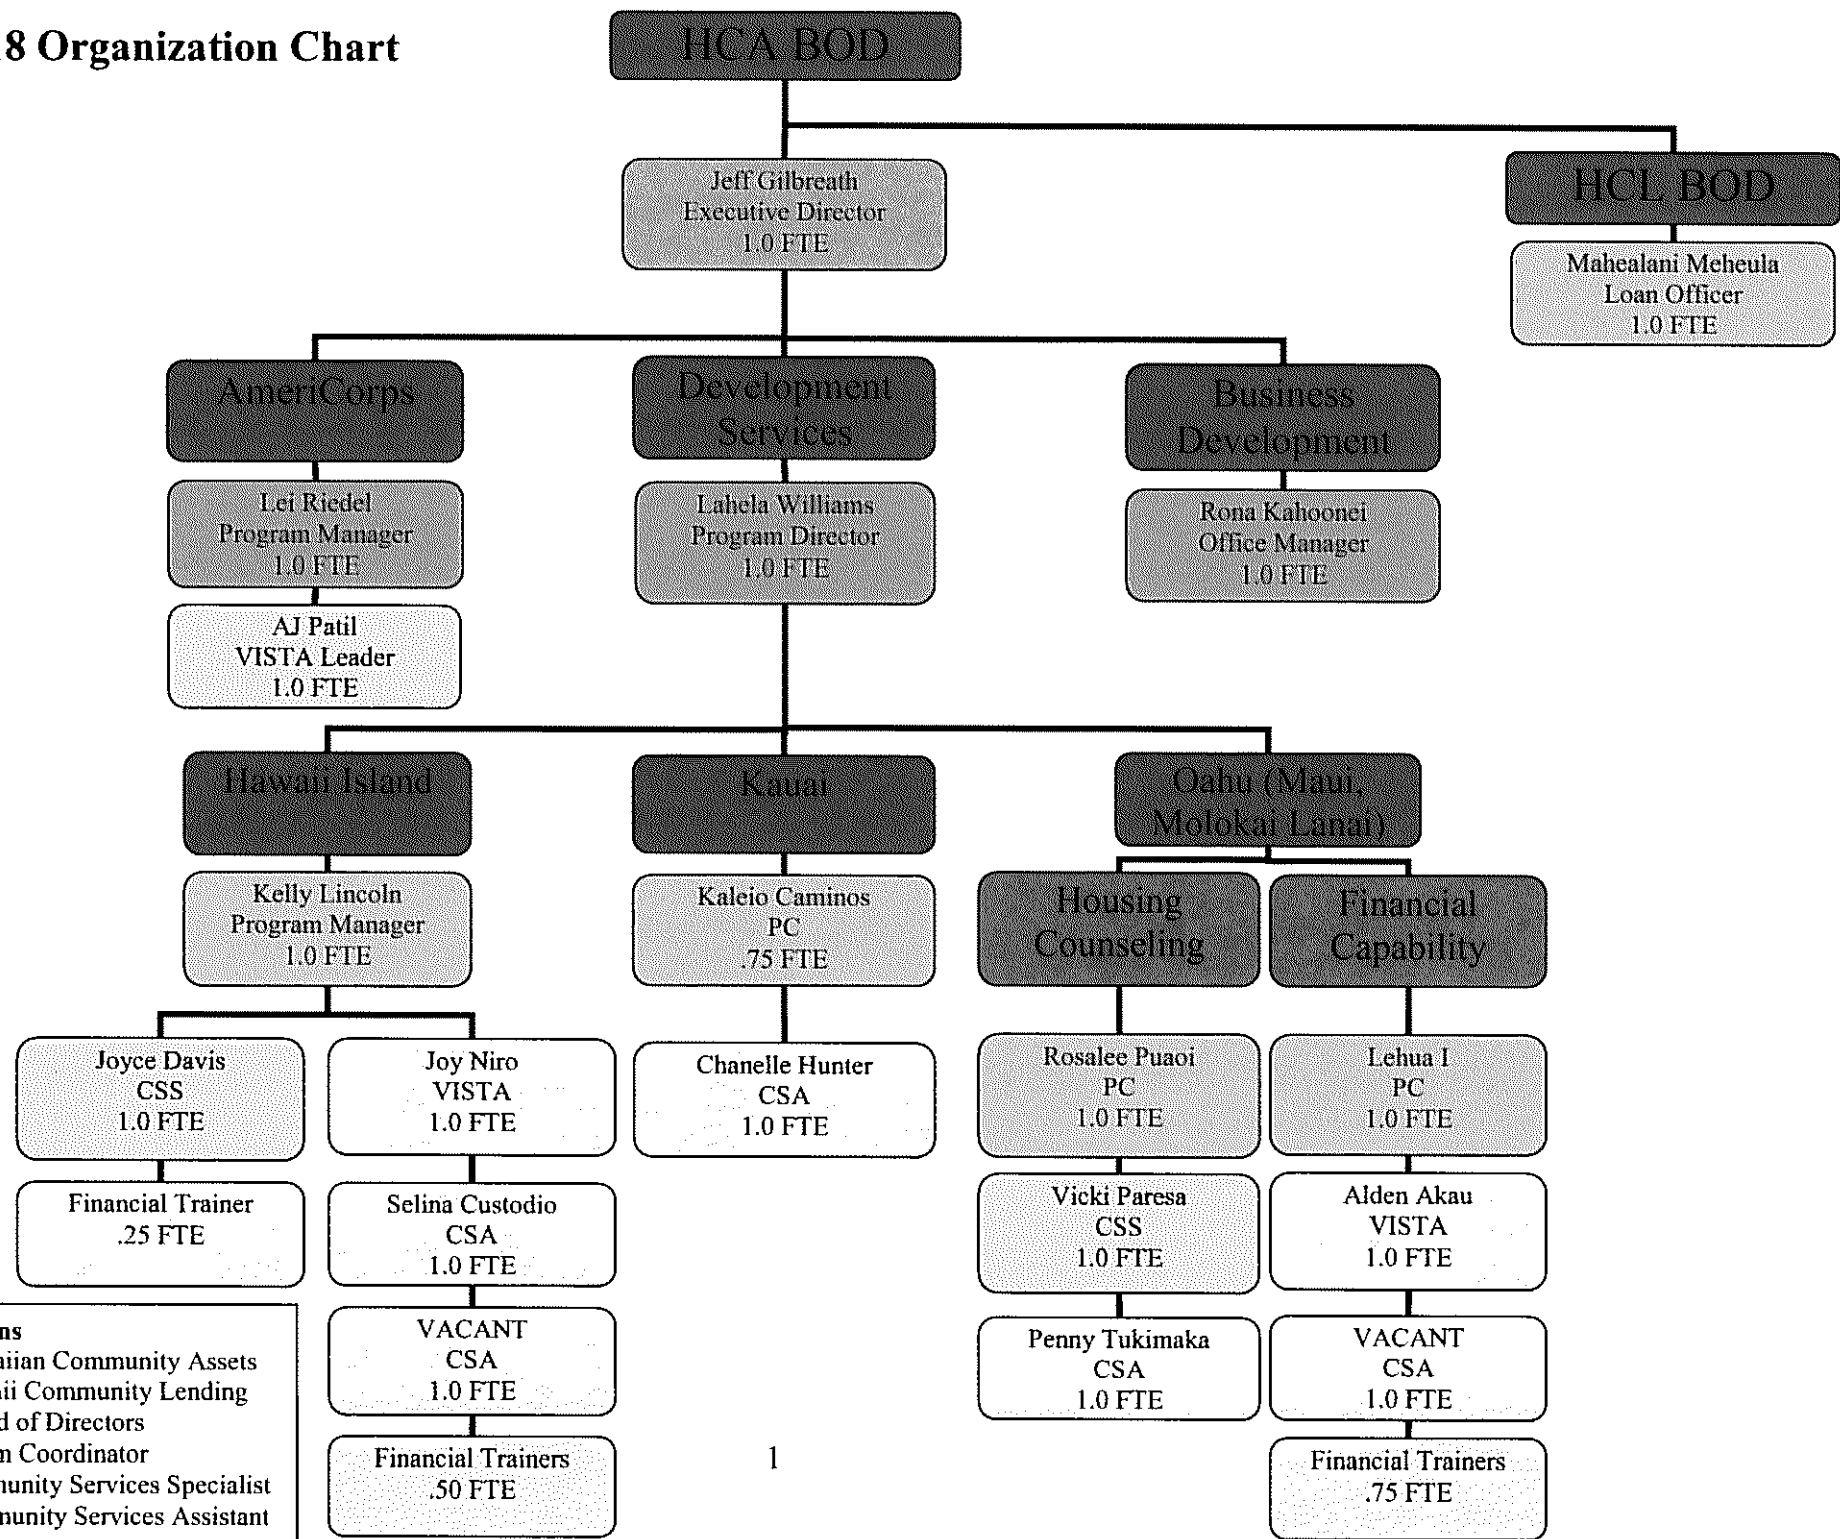 8 Organization Chart
HCA BOD
Jeff Gilbreath
Executive Director
1.0 FTE
HCL BOD
Mahealani Meheula
Loan Officer
1.0 FTE
AmeriCorps
Lei Riedel
Program Manager
1.0 FTE
AJ Patil
VISTA Leader
1.0 FTE
Development
Services
Lahela Williams
Program Director
1.0 FTE
Business
Development
Rona Kahoonei
Office Manager
1.0 FTE
Hawaii Island
Kelly Lincoln
Program Manager
1.0 FTE
Joyce Davis
CSS
1.0 FTE
Financial Trainer
.25 FTE
Joy Niro
VISTA
1.0 FTE
Selina Custodio
CSA
1.0 FTE
VACANT
CSA
1.0 FTE
Financial Trainers
.50 FTE
Kauai
Kaleio Caminos
PC
.75 FTE
Chanelle Hunter
CSA
1.0 FTE
Oahu (Maui,
Molokai Lanai)
Housing
Counseling
Rosalee Puaoi
PC
1.0 FTE
Vicki Paresa
CSS
1.0 FTE
Penny Tukimaka
CSA
1.0 FTE
Financial
Capability
Lehua I
PC
1.0 FTE
Alden Akau
VISTA
1.0 FTE
VACANT
CSA
1.0 FTE
Financial Trainers
.75 FTE
ns
aiian Community Assets
ii Community Lending
d of Directors
m Coordinator
munity Services Specialist
munity Services Assistant
1